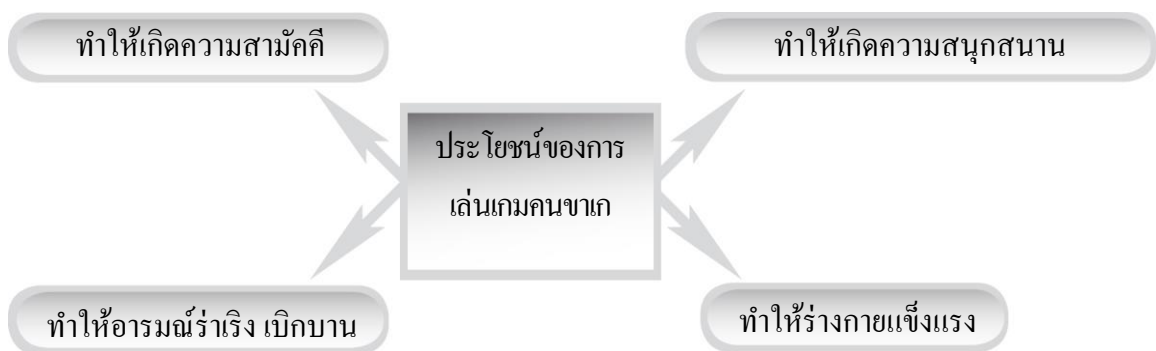 ทำให้เกิดความสามัคคี
ทำให้เกิดความสนุกสนาน
ประโยชน์ของการ
เล่นเกมคนขาเก
ทำให้อารมณ์ร่าเริง เบิกบาน
ทำให้ร่างกายแข็งแรง